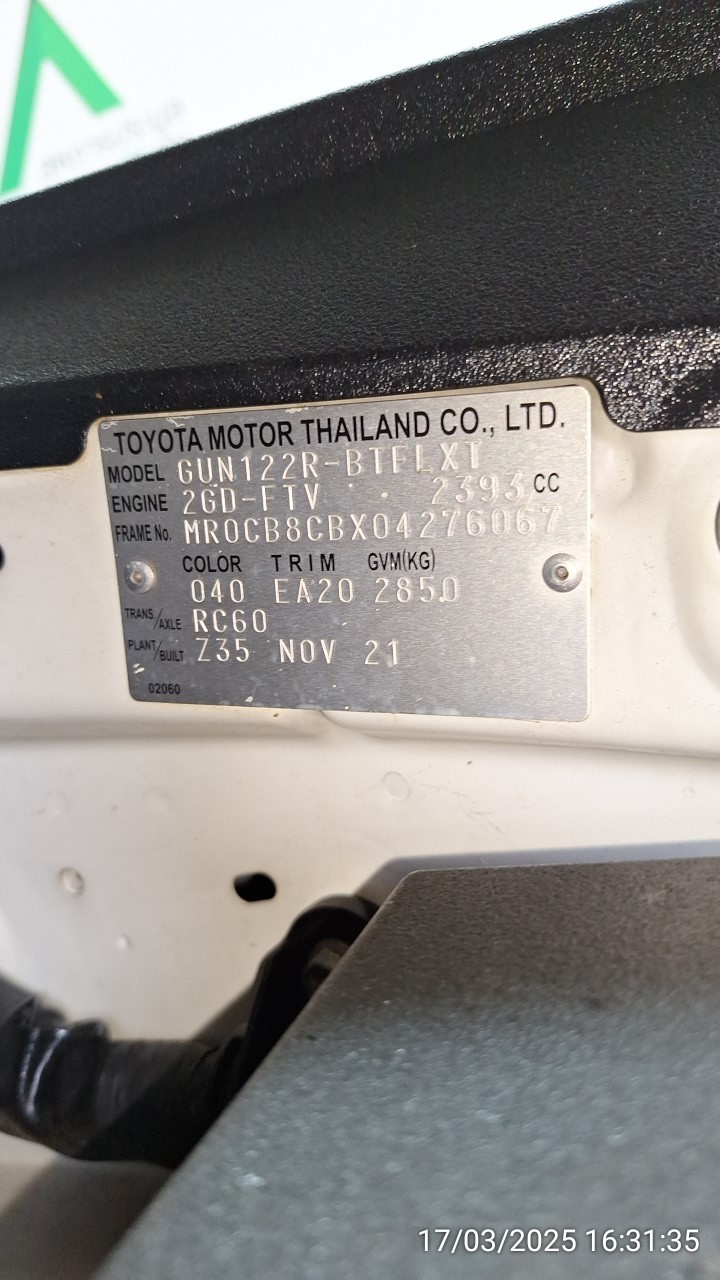 TOYOTA MOTOR THAILAND CO., LTD.
MODEL GUN122R-BTFLXT
ENGINE 2GD-FTV 2393 CC
FRAME No. MR0CB8CBX04276067
COLOR TRIM GVM(KG)
040 EA20 2850
TRANS/AXLE RC60
PLANT/BUILT Z35 NOV 21
02060
17/03/2025 16:31:35